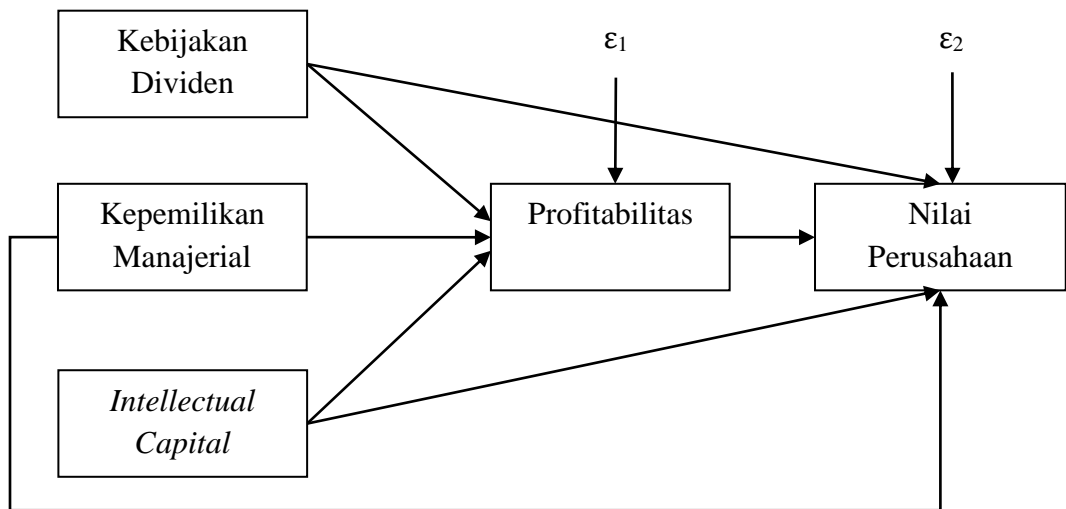 Kebijakan
Dividen
ε1
ε2
Kepemilikan
Manajerial
Profitabilitas
Nilai
Perusahaan
Intellectual
Capital